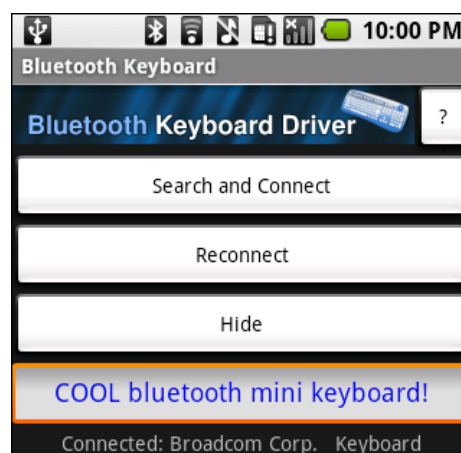 10:00 PM
Bluetooth Keyboard
Bluetooth Keyboard Driver
?
Search and Connect
Reconnect
Hide
COOL bluetooth mini keyboard!
Connected: Broadcom Corp. Keyboard